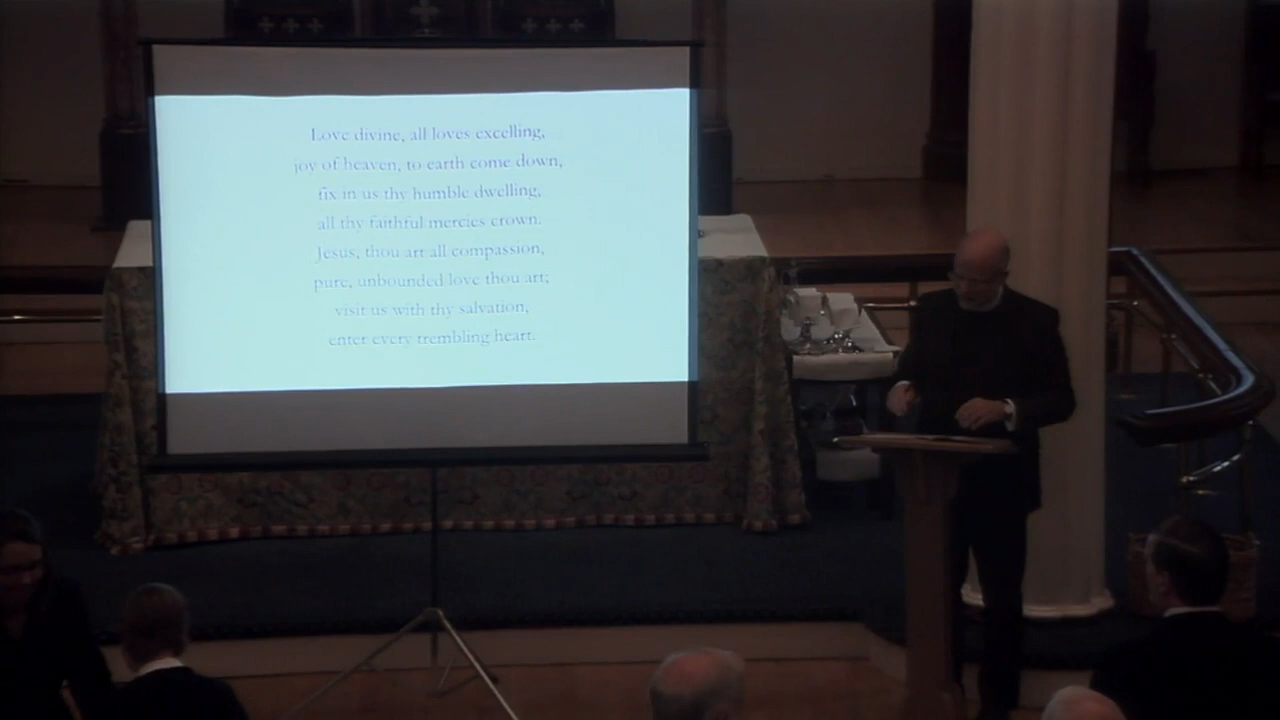 Love divine, all loves excelling,
joy of heaven, to earth come down,
fix in us thy humble dwelling,
all thy faithful mercies crown.
Jesus, thou art all compassion,
pure, unbounded love thou art;
visit us with thy salvation,
enter every trembling heart.